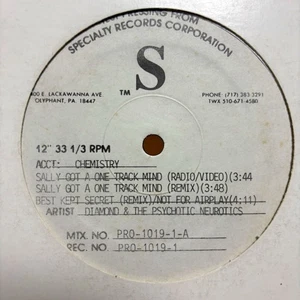 PRESSING FROM
SPECIALTY RECORDS CORPORATION
S
TM
400 E. LACKAWANNA AVE
OLYPHANT, PA. 18447
PHONE: (717) 383-3291
TWX 510-671-4580
12" 33 1/3 RPM
ACCT: CHEMISTRY
SALLY GOT A ONE TRACK MIND (RADIO/VIDEO)(3:44
SALLY GOT A ONE TRACK MIND (REMIX)(3:48)
BEST KEPT SECRET (REMIX)/NOT FOR AIRPLAY(4:11)
ARTIST DIAMOND & THE PSYCHOTIC NEUROTICS
MTX. NO. PRO-1019-1-A
REC. NO. PRO-1019-1